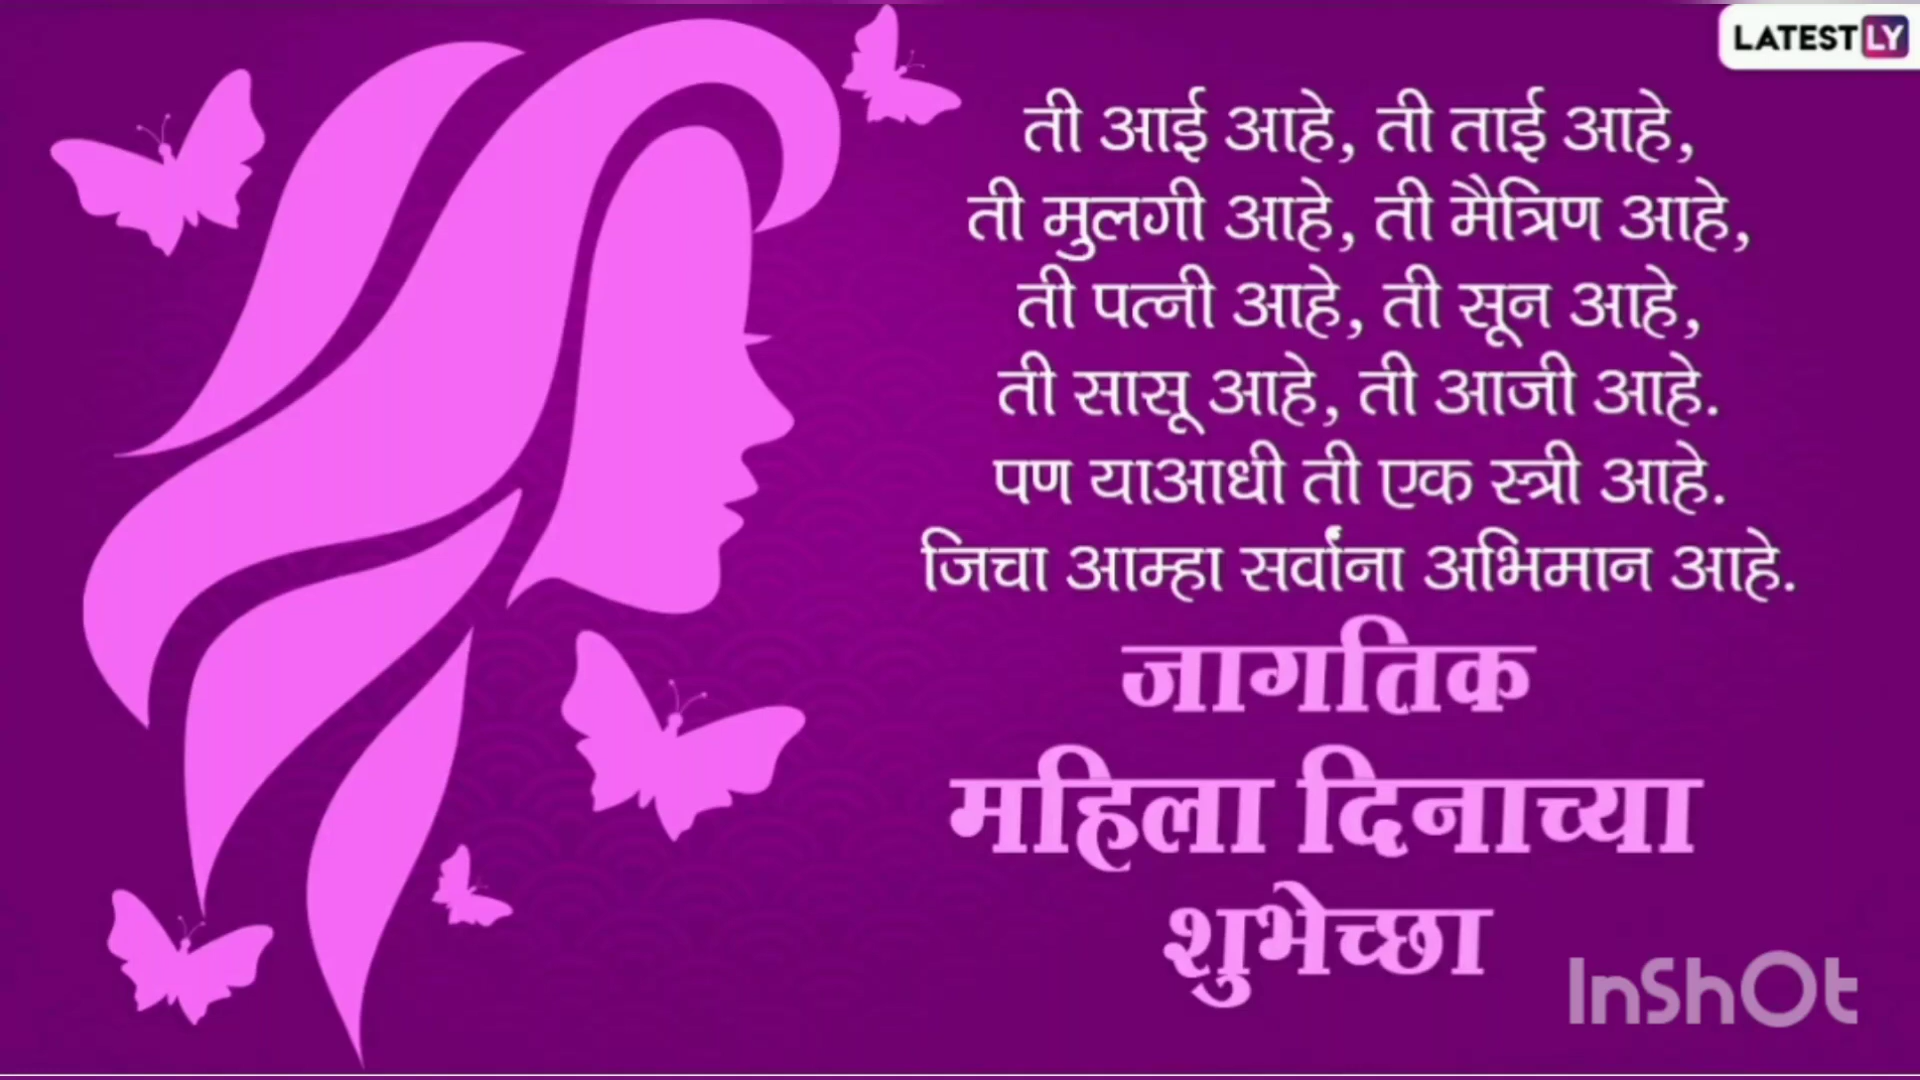 LATESTLY
ती आई आहे, ती ताई आहे,
ती मुलगी आहे, ती मैत्रिण आहे,
ती पत्नी आहे, ती सून आहे,
ती सासू आहे, ती आजी आहे.
पण याआधी ती एक स्त्री आहे.
जिचा आम्हा सर्वांना अभिमान आहे.
जागतिक
महिला दिनाच्या
शुभेच्छा
InShOt